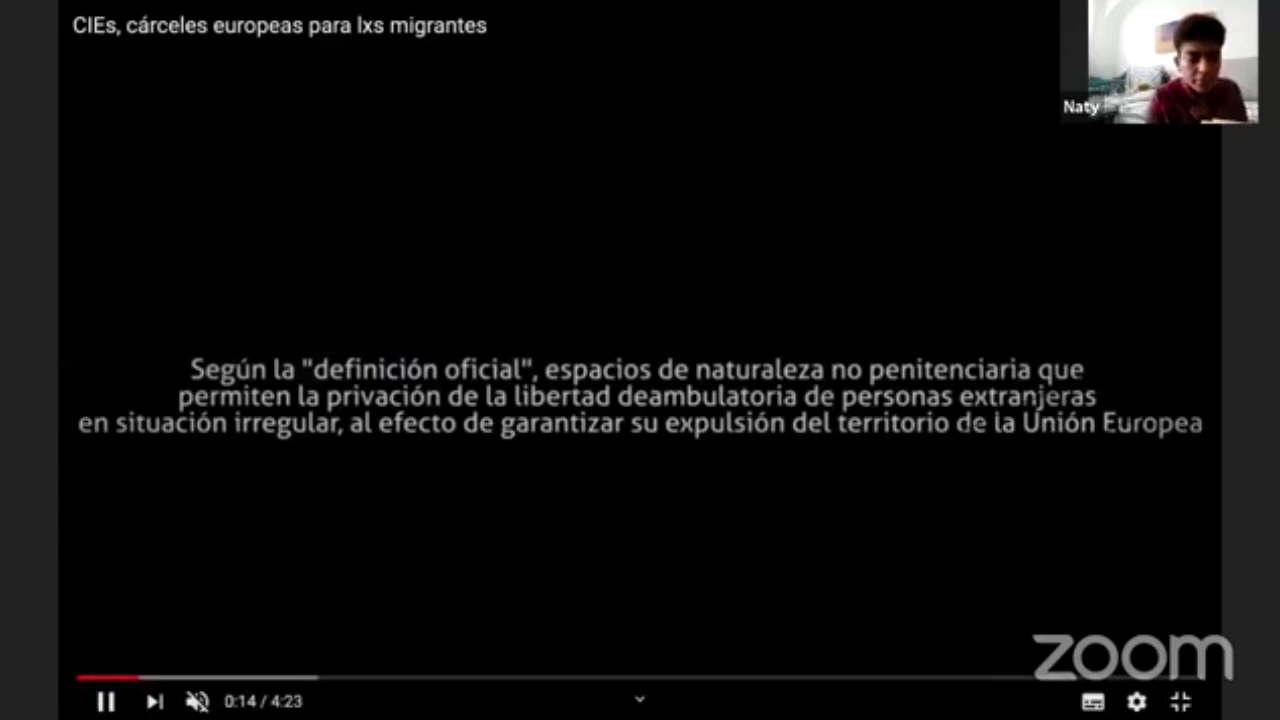 CIEs, cárceles europeas para lxs migrantes
Naty
Según la "definición oficial", espacios de naturaleza no penitenciaria que
permiten la privación de la libertad deambulatoria de personas extranjeras
en situación irregular, al efecto de garantizar su expulsión del territorio de la Unión Europea
zoom
0:14 / 4:23